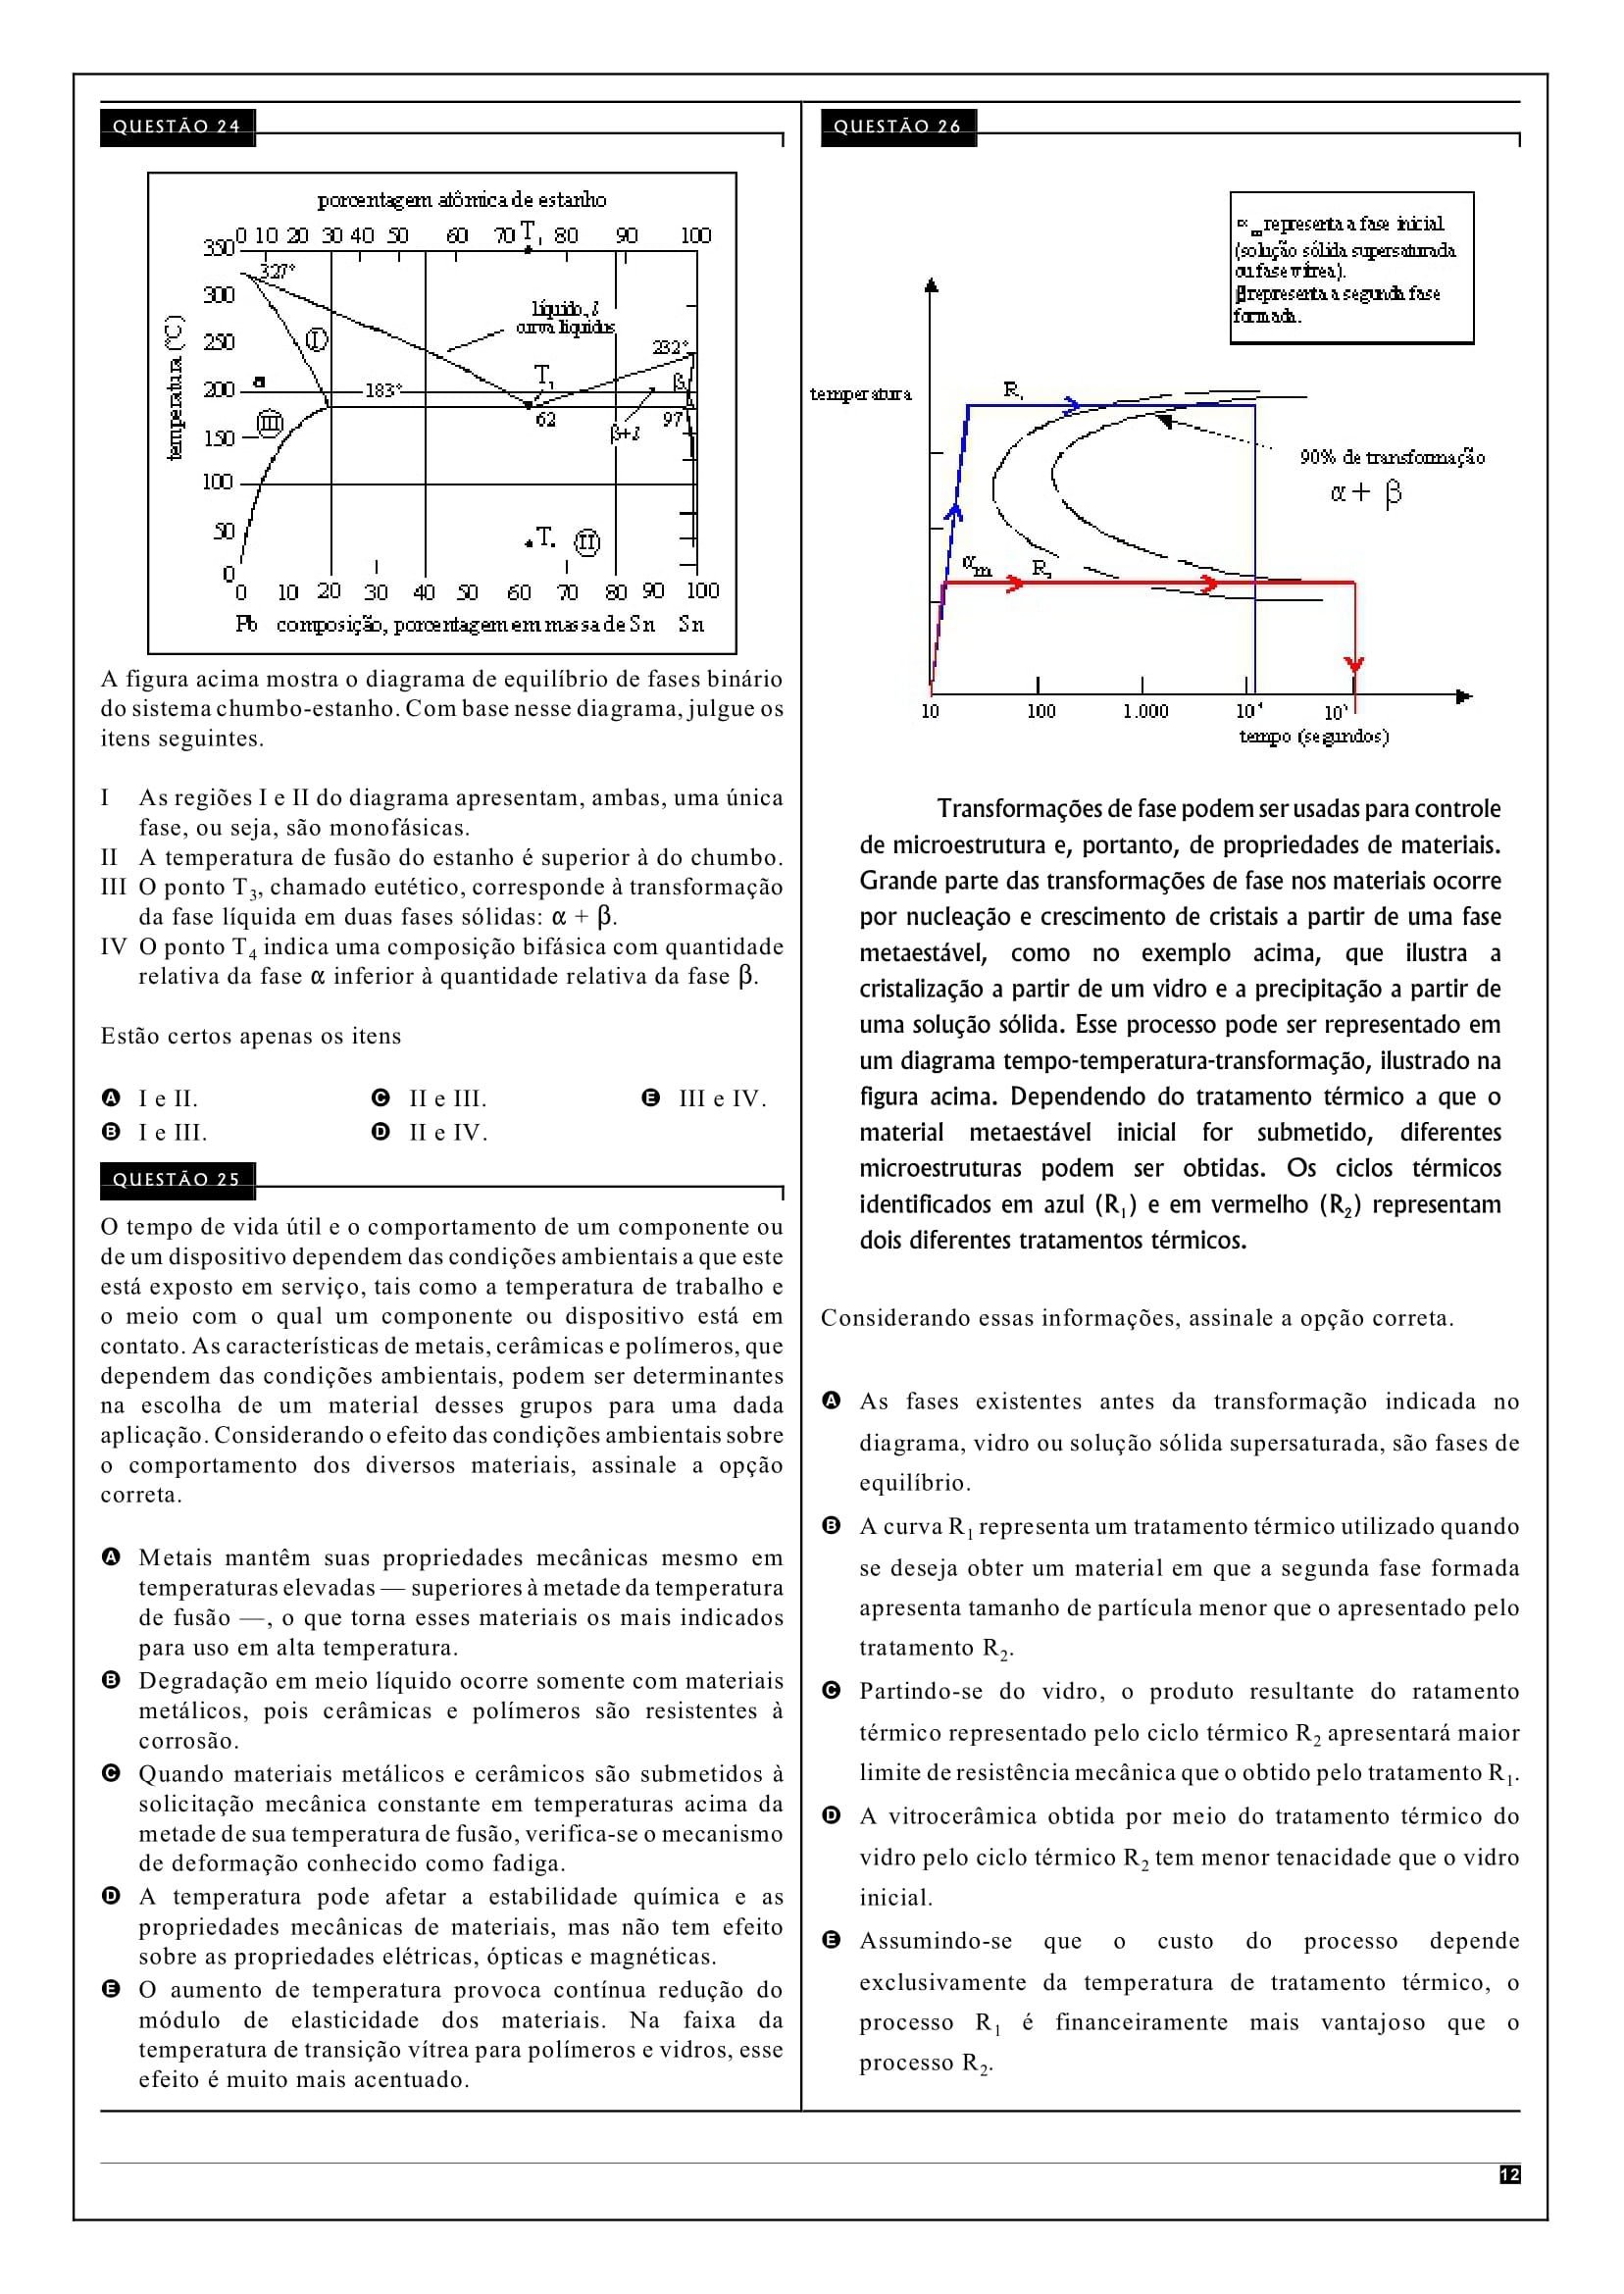 QUESTÃO 24
porcentagem atômica de estanho
0 10 20 30 40 50 60 70 T₁ 80 90 100
350
327°
300
líquido, l
curva liquidus
I
250
232°
temperatura (°C)
T₃
α
200
183°
β
III
62
97
150
β+l
100
50
T₄
II
0
0 10 20 30 40 50 60 70 80 90 100
Pb composição, porcentagem em massa de Sn Sn
A figura acima mostra o diagrama de equilíbrio de fases binário
do sistema chumbo-estanho. Com base nesse diagrama, julgue os
itens seguintes.
I As regiões I e II do diagrama apresentam, ambas, uma única
fase, ou seja, são monofásicas.
II A temperatura de fusão do estanho é superior à do chumbo.
III O ponto T₃, chamado eutético, corresponde à transformação
da fase líquida em duas fases sólidas: α + β.
IV O ponto T₄ indica uma composição bifásica com quantidade
relativa da fase α inferior à quantidade relativa da fase β.
Estão certos apenas os itens
A I e II.
B I e III.
C II e III.
D II e IV.
E III e IV.
QUESTÃO 25
O tempo de vida útil e o comportamento de um componente ou
de um dispositivo dependem das condições ambientais a que este
está exposto em serviço, tais como a temperatura de trabalho e
o meio com o qual um componente ou dispositivo está em
contato. As características de metais, cerâmicas e polímeros, que
dependem das condições ambientais, podem ser determinantes
na escolha de um material desses grupos para uma dada
aplicação. Considerando o efeito das condições ambientais sobre
o comportamento dos diversos materiais, assinale a opção
correta.
A Metais mantêm suas propriedades mecânicas mesmo em
temperaturas elevadas — superiores à metade da temperatura
de fusão —, o que torna esses materiais os mais indicados
para uso em alta temperatura.
B Degradação em meio líquido ocorre somente com materiais
metálicos, pois cerâmicas e polímeros são resistentes à
corrosão.
C Quando materiais metálicos e cerâmicos são submetidos à
solicitação mecânica constante em temperaturas acima da
metade de sua temperatura de fusão, verifica-se o mecanismo
de deformação conhecido como fadiga.
D A temperatura pode afetar a estabilidade química e as
propriedades mecânicas de materiais, mas não tem efeito
sobre as propriedades elétricas, ópticas e magnéticas.
E O aumento de temperatura provoca contínua redução do
módulo de elasticidade dos materiais. Na faixa da
temperatura de transição vítrea para polímeros e vidros, esse
efeito é muito mais acentuado.
QUESTÃO 26
α m representa a fase inicial
(solução sólida supersaturada
ou fase vítrea).
β representa a segunda fase
formada.
temperatura
R₁
90% de transformação
α + β
αm
R₂
10 100 1.000 10⁴
tempo (segundos)
Transformações de fase podem ser usadas para controle
de microestrutura e, portanto, de propriedades de materiais.
Grande parte das transformações de fase nos materiais ocorre
por nucleação e crescimento de cristais a partir de uma fase
metaestável, como no exemplo acima, que ilustra a
cristalização a partir de um vidro e a precipitação a partir de
uma solução sólida. Esse processo pode ser representado em
um diagrama tempo-temperatura-transformação, ilustrado na
figura acima. Dependendo do tratamento térmico a que o
material metaestável inicial for submetido, diferentes
microestruturas podem ser obtidas. Os ciclos térmicos
identificados em azul (R₁) e em vermelho (R₂) representam
dois diferentes tratamentos térmicos.
Considerando essas informações, assinale a opção correta.
A As fases existentes antes da transformação indicada no
diagrama, vidro ou solução sólida supersaturada, são fases de
equilíbrio.
B A curva R₁ representa um tratamento térmico utilizado quando
se deseja obter um material em que a segunda fase formada
apresenta tamanho de partícula menor que o apresentado pelo
tratamento R₂.
C Partindo-se do vidro, o produto resultante do ratamento
térmico representado pelo ciclo térmico R₂ apresentará maior
limite de resistência mecânica que o obtido pelo tratamento R₁.
D A vitrocerâmica obtida por meio do tratamento térmico do
vidro pelo ciclo térmico R₂ tem menor tenacidade que o vidro
inicial.
E Assumindo-se que o custo do processo depende
exclusivamente da temperatura de tratamento térmico, o
processo R₁ é financeiramente mais vantajoso que o
processo R₂.
12